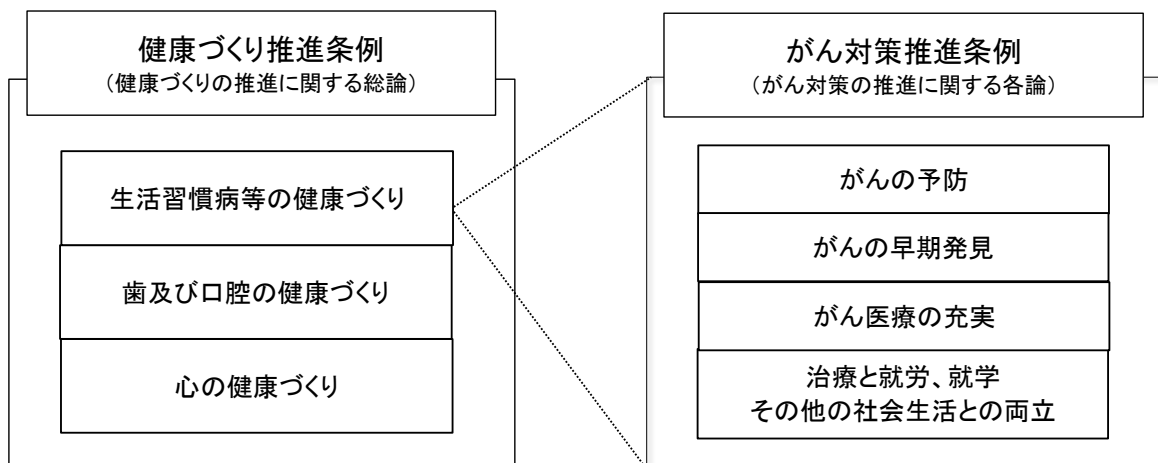 健康づくり推進条例
（健康づくりの推進に関する総論）
生活習慣病等の健康づくり
歯及び口腔の健康づくり
心の健康づくり
がん対策推進条例
（がん対策の推進に関する各論）
がんの予防
がんの早期発見
がん医療の充実
治療と就労、就学
その他の社会生活との両立